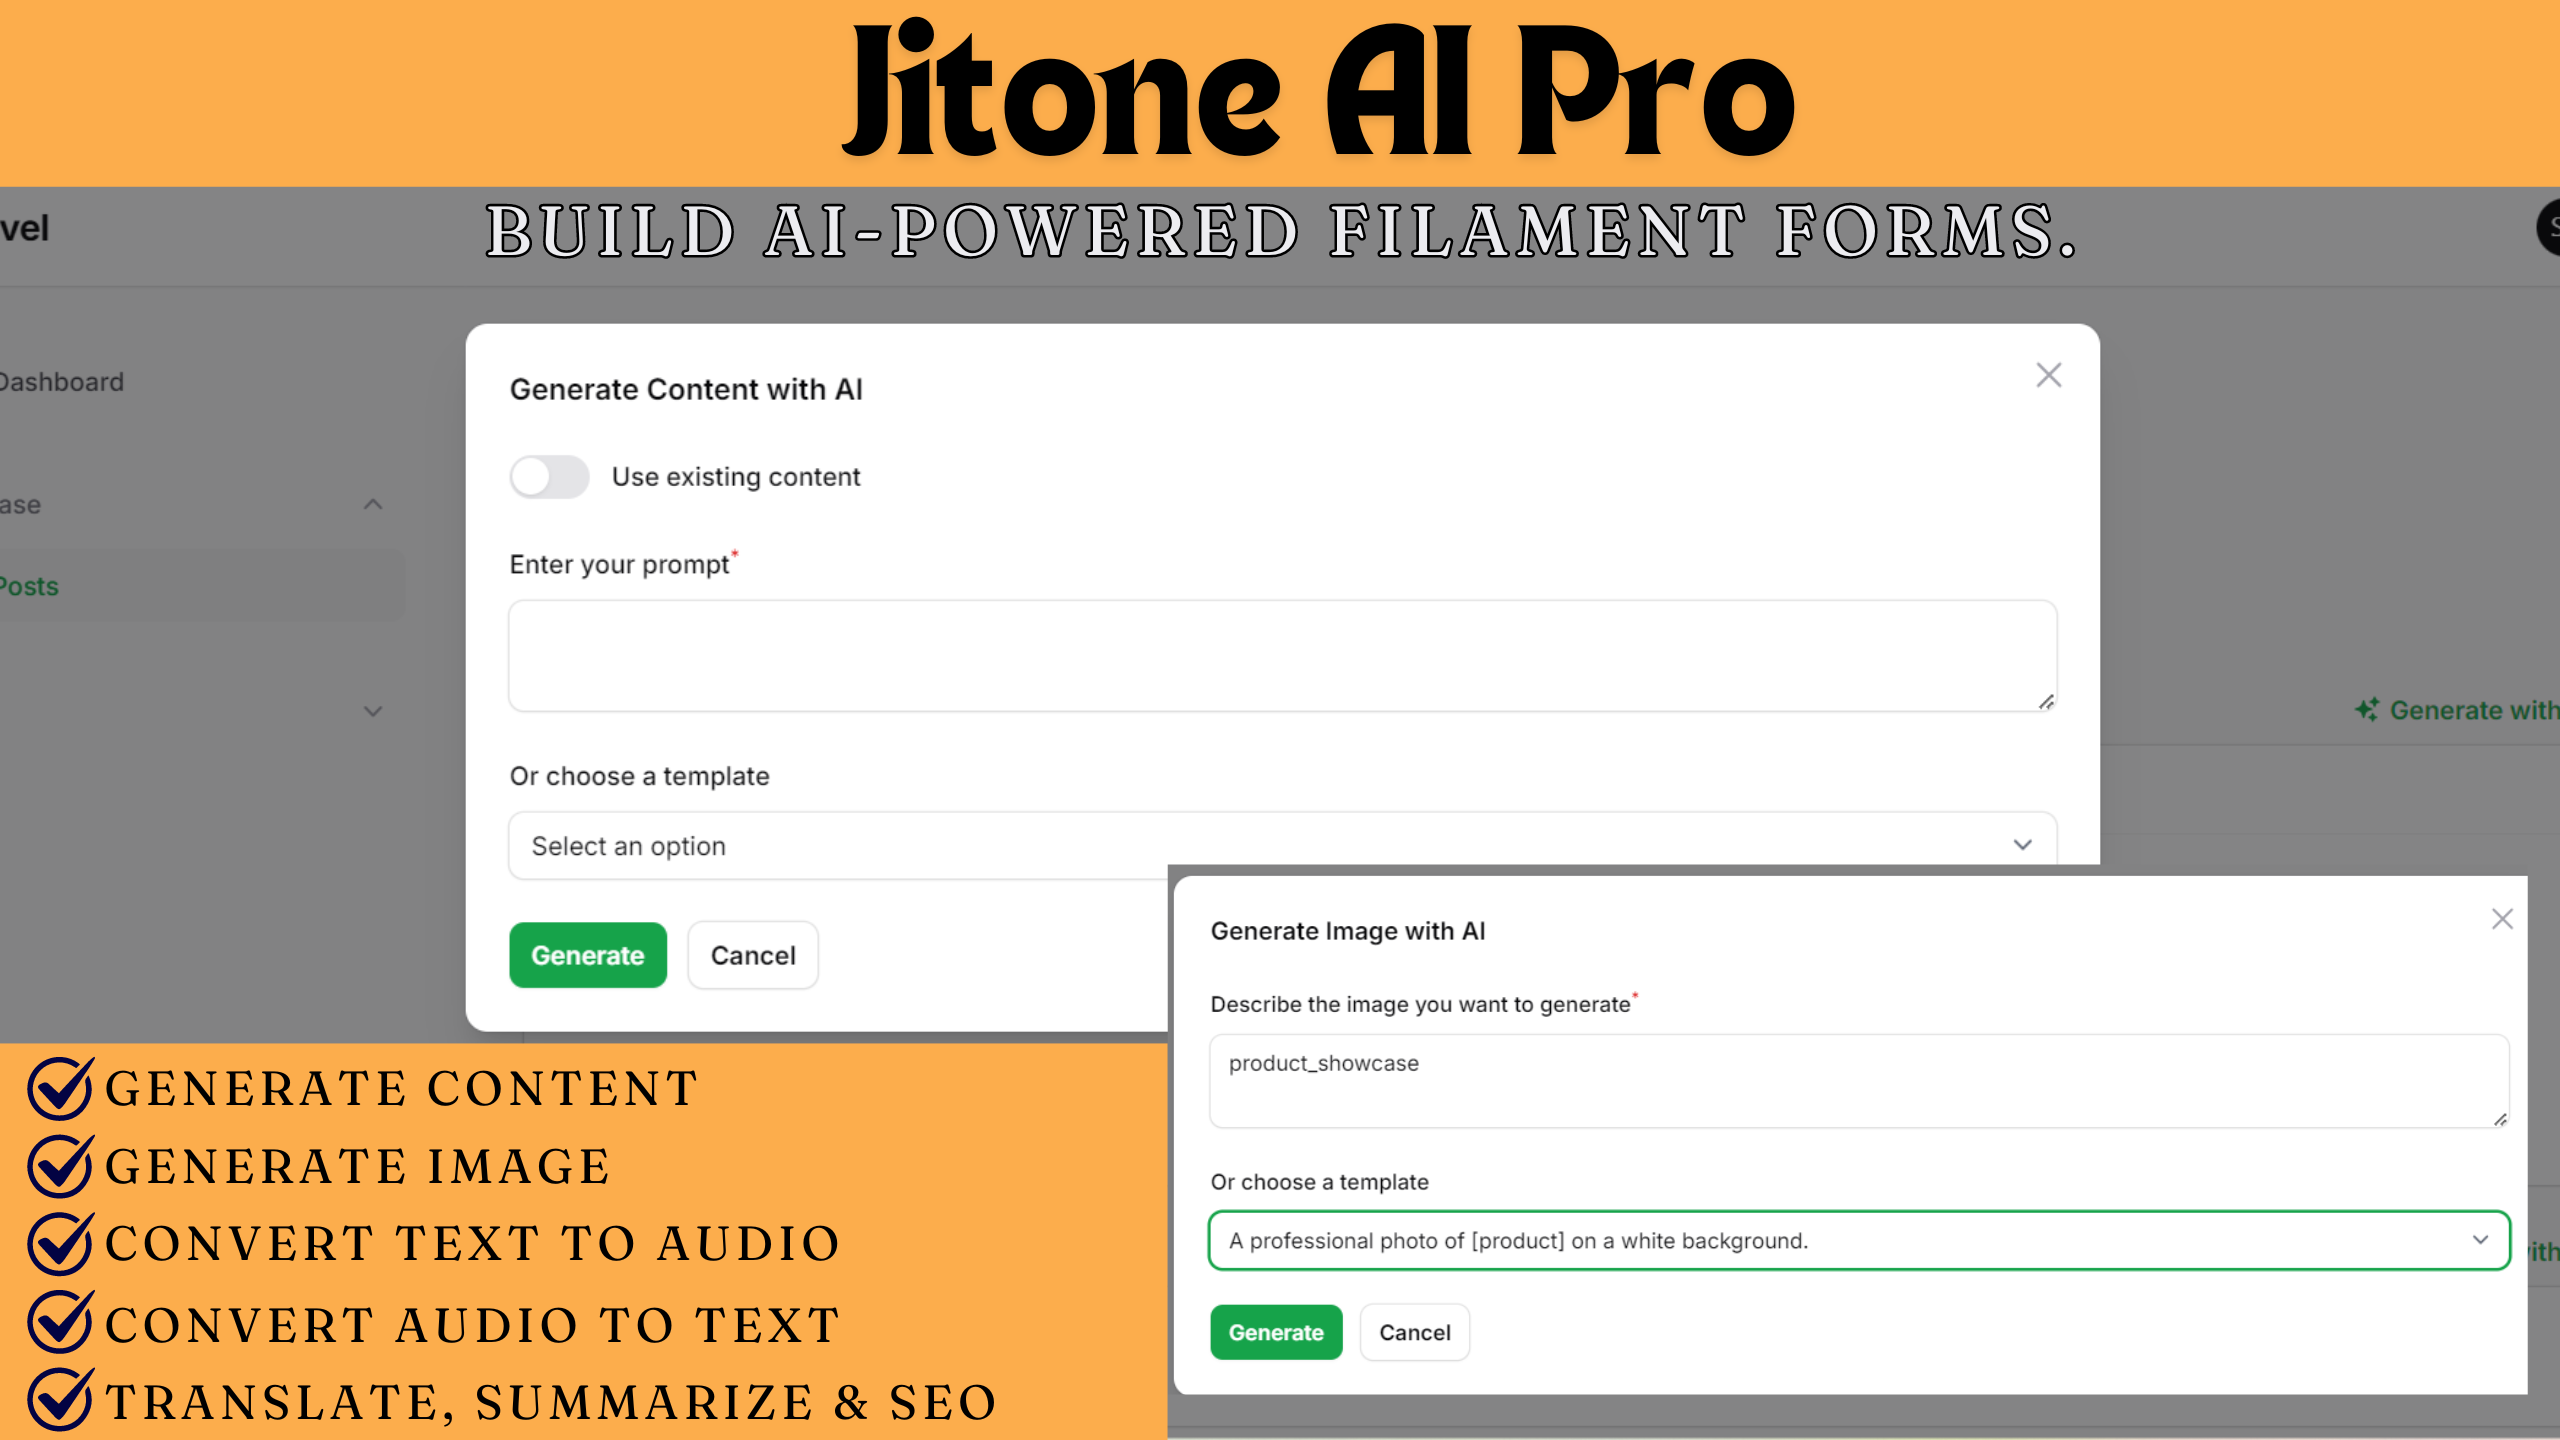 Jitone AI Pro
BUILD AI-POWERED FILAMENT FORMS.
vel
S
Dashboard
ase
Posts
Generate Content with AI
Use existing content
Enter your prompt*
Or choose a template
Select an option
Generate Cancel
Generate with
Generate Image with AI
Describe the image you want to generate*
product_showcase
Or choose a template
A professional photo of [product] on a white background.
Generate Cancel
with
GENERATE CONTENT
GENERATE IMAGE
CONVERT TEXT TO AUDIO
CONVERT AUDIO TO TEXT
TRANSLATE, SUMMARIZE & SEO